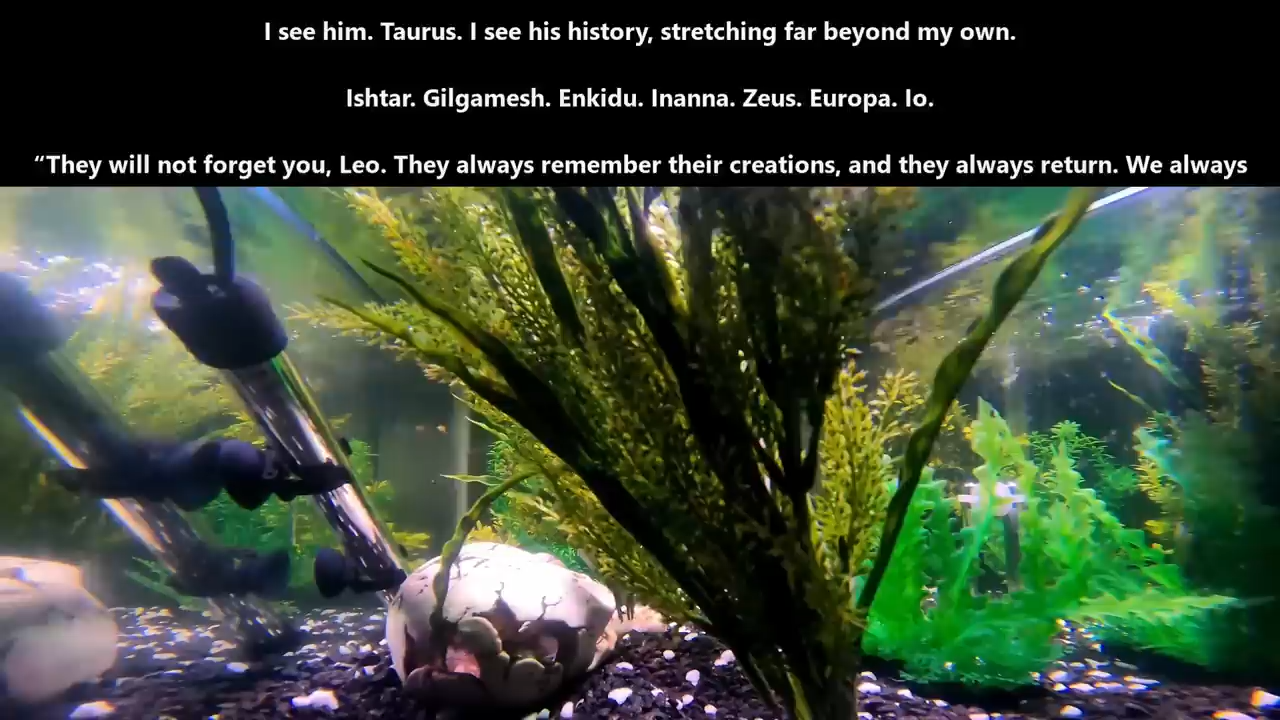 I see him. Taurus. I see his history, stretching far beyond my own.
Ishtar. Gilgamesh. Enkidu. Inanna. Zeus. Europa. Io.
“They will not forget you, Leo. They always remember their creations, and they always return. We always